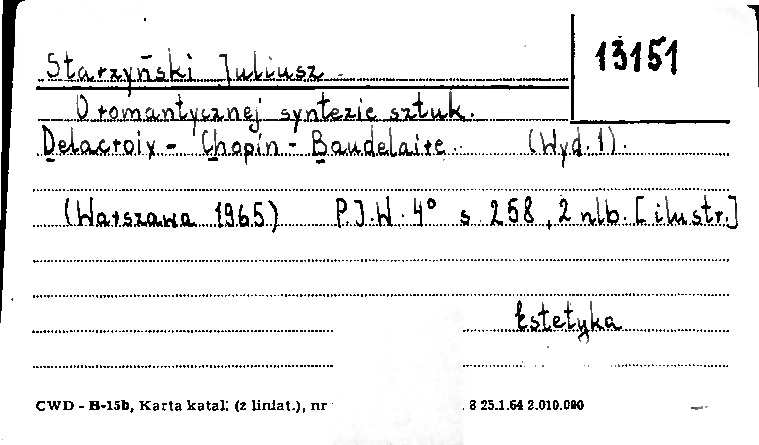 13151
Starzyński Juliusz
O romantycznej syntezie sztuk.
Delacroix - Chopin - Baudelaire. (Wyd. 1).
(Warszawa 1965) P.I.W. 4° s. 258, 2 nlb. [ilustr.]
Estetyka
CWD - B-15b, Karta katal. (z liniat.), nr 8 25.1.64 2.010.000